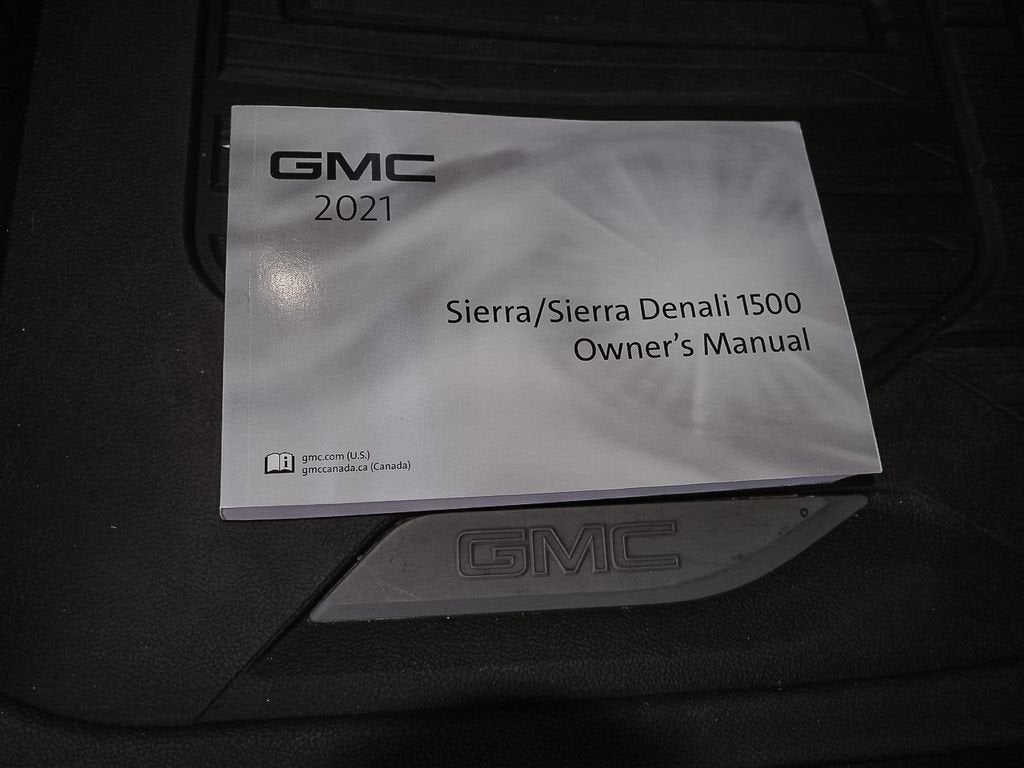 GMC
2021
Sierra/Sierra Denali 1500
Owner's Manual
gmc.com (U.S.)
gmccanada.ca (Canada)
GMC